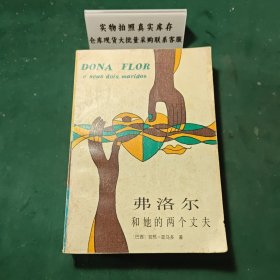 实物拍照真实库存
仓库现货大批量采购联系客服
DONA FLOR
e seus dois maridos
弗洛尔
和她的两个丈夫
〔巴西〕若热·亚马多 著